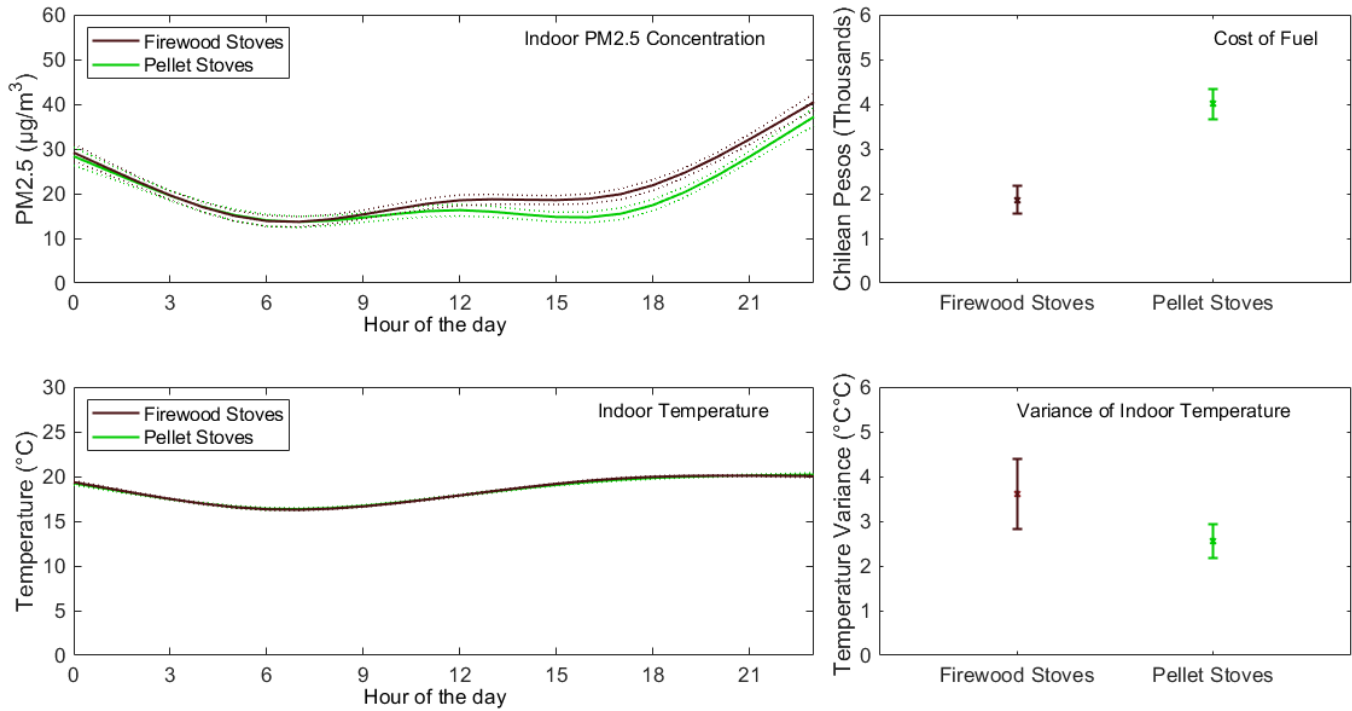 Indoor PM2.5 Concentration
Firewood Stoves
Pellet Stoves
PM2.5 (µg/m³)
60
50
40
30
20
10
0
0 3 6 9 12 15 18 21
Hour of the day
Cost of Fuel
Chilean Pesos (Thousands)
6
5
4
3
2
1
0
Firewood Stoves Pellet Stoves
Indoor Temperature
Firewood Stoves
Pellet Stoves
Temperature (°C)
30
25
20
15
10
5
0
0 3 6 9 12 15 18 21
Hour of the day
Variance of Indoor Temperature
Temperature Variance (°C°C)
6
5
4
3
2
1
0
Firewood Stoves Pellet Stoves